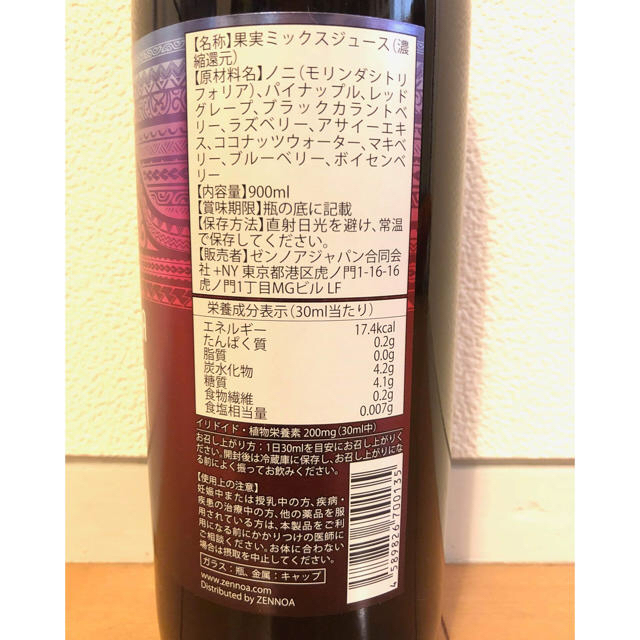 【名称】果実ミックスジュース(濃
縮還元)
【原材料名】ノニ(モリンダシトリ
フォリア)、パイナップル、レッド
グレープ、ブラックカラントベ
リー、ラズベリー、アサイーエキ
ス、ココナッツウォーター、マキベ
リー、ブルーベリー、ボイセンベ
リー
【内容量】900ml
【賞味期限】瓶の底に記載
【保存方法】直射日光を避け、常温
で保存してください。
【販売者】ゼンノアジャパン合同会
社 +NY 東京都港区虎ノ門1-16-16
虎ノ門1丁目MGビル LF
栄養成分表示(30ml当たり)
エネルギー 17.4kcal
たんぱく質 0.2g
脂質 0.0g
炭水化物 4.2g
糖質 4.1g
食物繊維 0.2g
食塩相当量 0.007g
イリドイド・植物栄養素 200mg(30ml中)
お召し上がり方:1日30mlを目安にお召し上がりく
ださい。開封後は冷蔵庫に保存し、お召し上がりにな
る前によく振ってお飲みください。
【使用上の注意】
妊娠中または授乳中の方、疾病・
疾患の治療中の方、他の薬品を服
用されている方は、本製品をご利
用になる前にかかりつけの医師に
ご相談ください。お体に合わない
場合は摂取を中止してください。
ガラス:瓶、金属:キャップ
www.zennoa.com
Distributed by ZENNOA
4 589826 700135